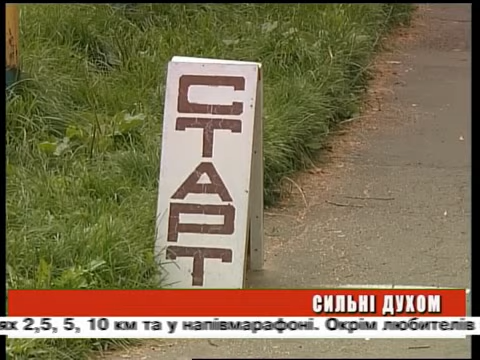 СТАРТ
СИЛЬНІ ДУХОМ
ях 2,5, 5, 10 км та у напівмарафоні. Окрім любителів